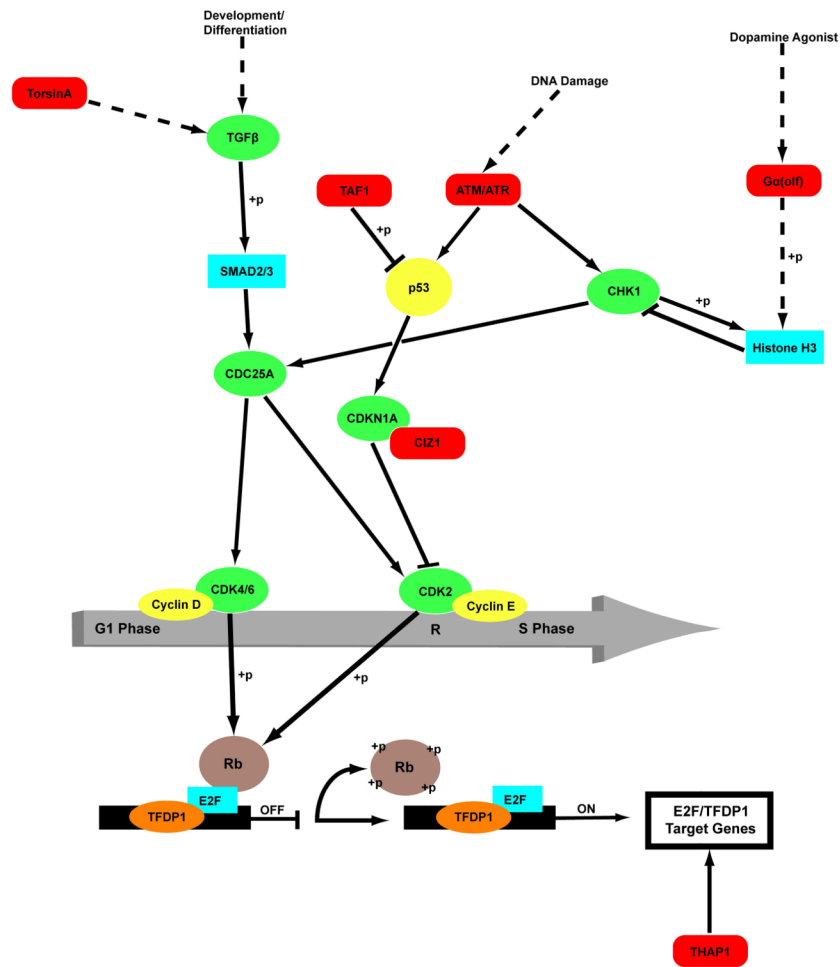 Development/
Differentiation
Dopamine Agonist
DNA Damage
TorsinA
TGFβ
TAF1
ATM/ATR
Gα(olf)
+p
+p
+p
SMAD2/3
p53
CHK1
+p
Histone H3
CDC25A
CDKN1A
CIZ1
CDK4/6
CDK2
Cyclin D
Cyclin E
G1 Phase
R
S Phase
+p
+p
Rb
+p
+p
Rb
+p
+p
E2F
E2F
TFDP1
OFF
TFDP1
ON
E2F/TFDP1
Target Genes
THAP1